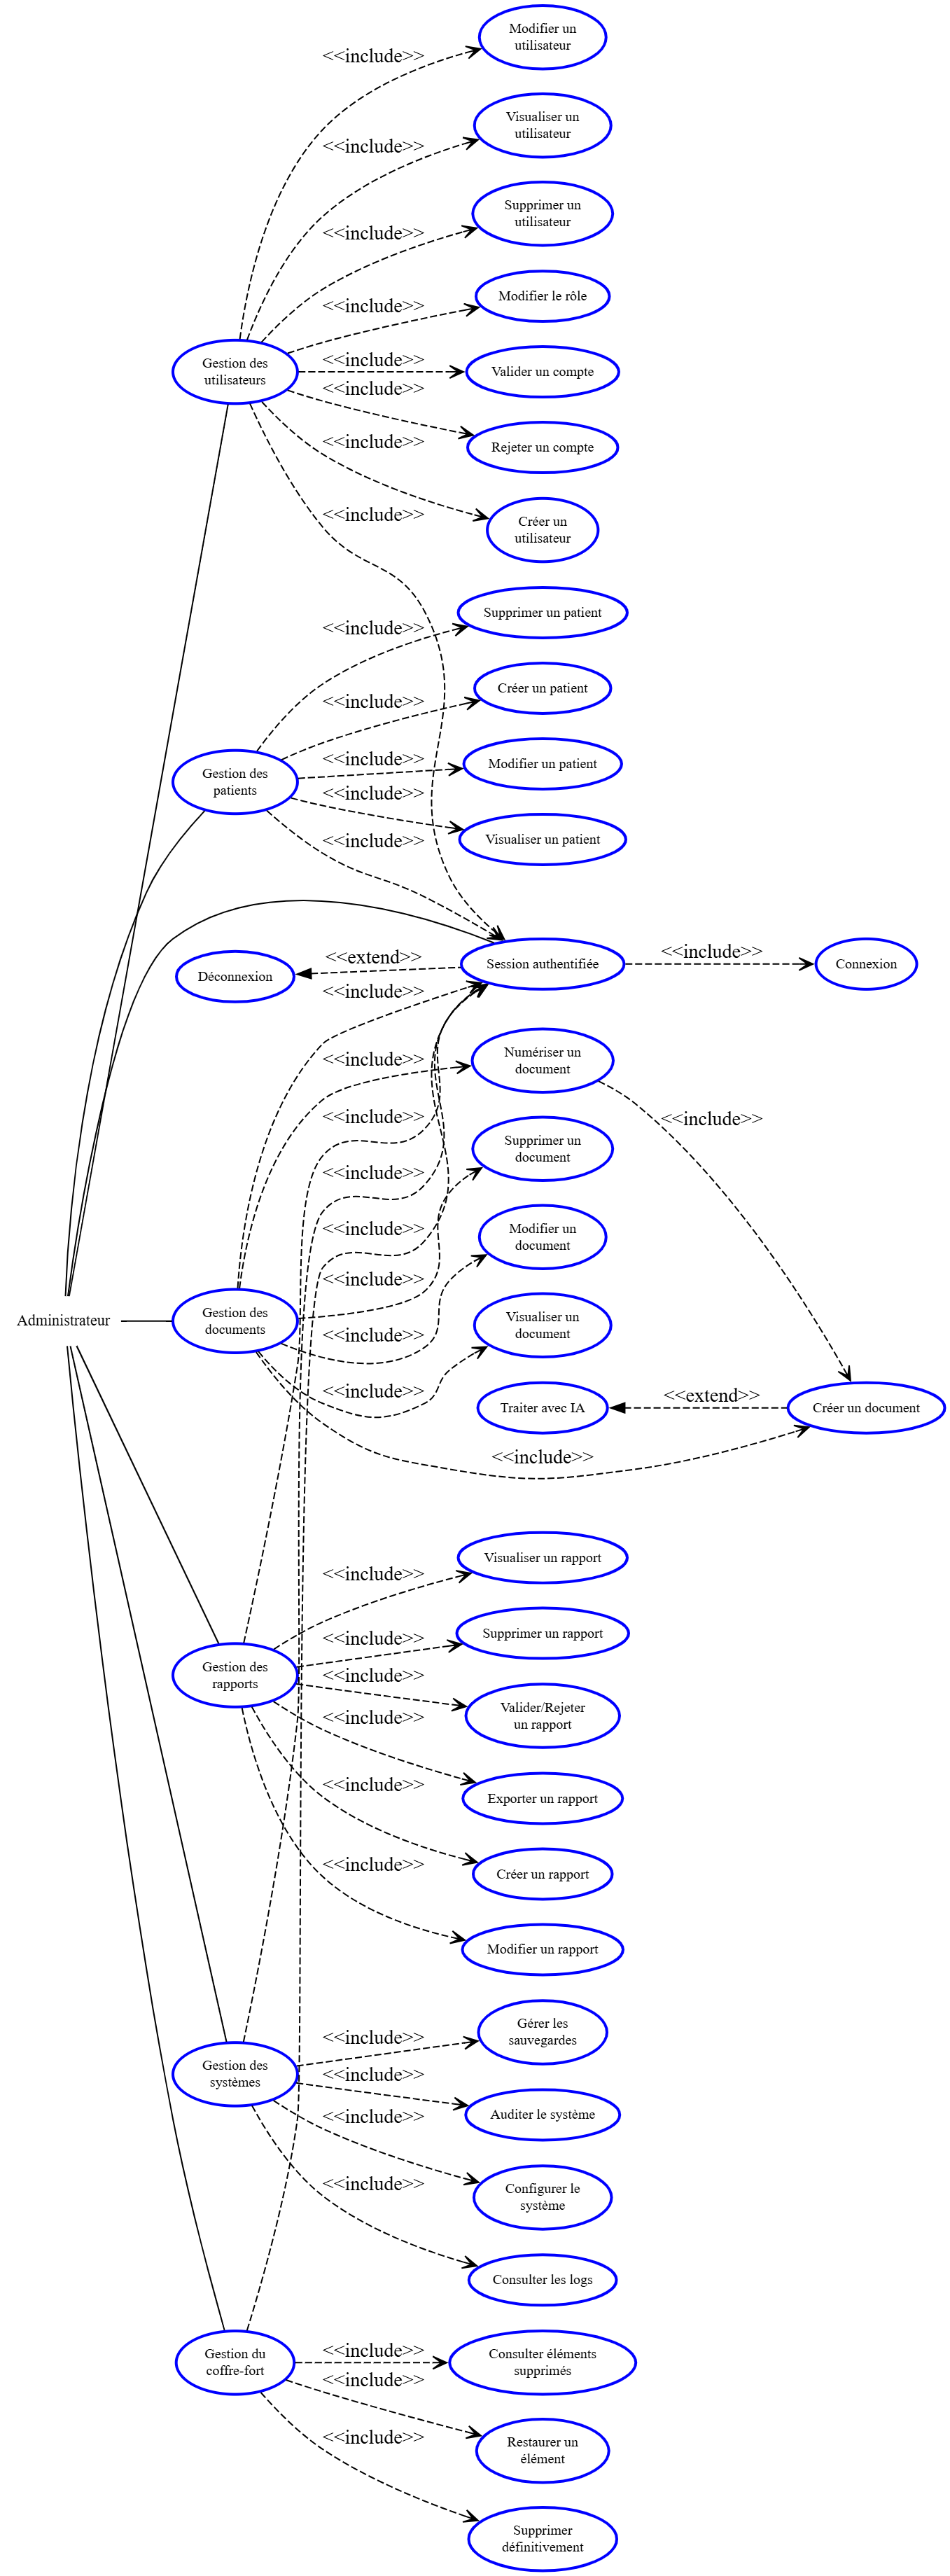 Modifier un
utilisateur
<<include>>
Visualiser un
utilisateur
<<include>>
Supprimer un
utilisateur
<<include>>
Modifier le rôle
<<include>>
Gestion des
utilisateurs
<<include>>
Valider un compte
<<include>>
Rejeter un compte
<<include>>
Créer un
utilisateur
<<include>>
Supprimer un patient
<<include>>
Créer un patient
<<include>>
Gestion des
patients
<<include>>
Modifier un patient
<<include>>
Visualiser un patient
<<include>>
Déconnexion
<<extend>>
Session authentifiée
<<include>>
Connexion
<<include>>
<<include>>
Numériser un
document
<<include>>
<<include>>
Supprimer un
document
<<include>>
<<include>>
Modifier un
document
<<include>>
Administrateur
Gestion des
documents
Visualiser un
document
<<include>>
<<include>>
Traiter avec IA
<<extend>>
Créer un document
<<include>>
Visualiser un rapport
<<include>>
Supprimer un rapport
<<include>>
Gestion des
rapports
<<include>>
Valider/Rejeter
un rapport
<<include>>
Exporter un rapport
<<include>>
Créer un rapport
<<include>>
Modifier un rapport
Gérer les
sauvegardes
<<include>>
Gestion des
systèmes
<<include>>
Auditer le système
<<include>>
Configurer le
système
<<include>>
Consulter les logs
Gestion du
coffre-fort
<<include>>
Consulter éléments
supprimés
<<include>>
Restaurer un
élément
<<include>>
Supprimer
définitivement